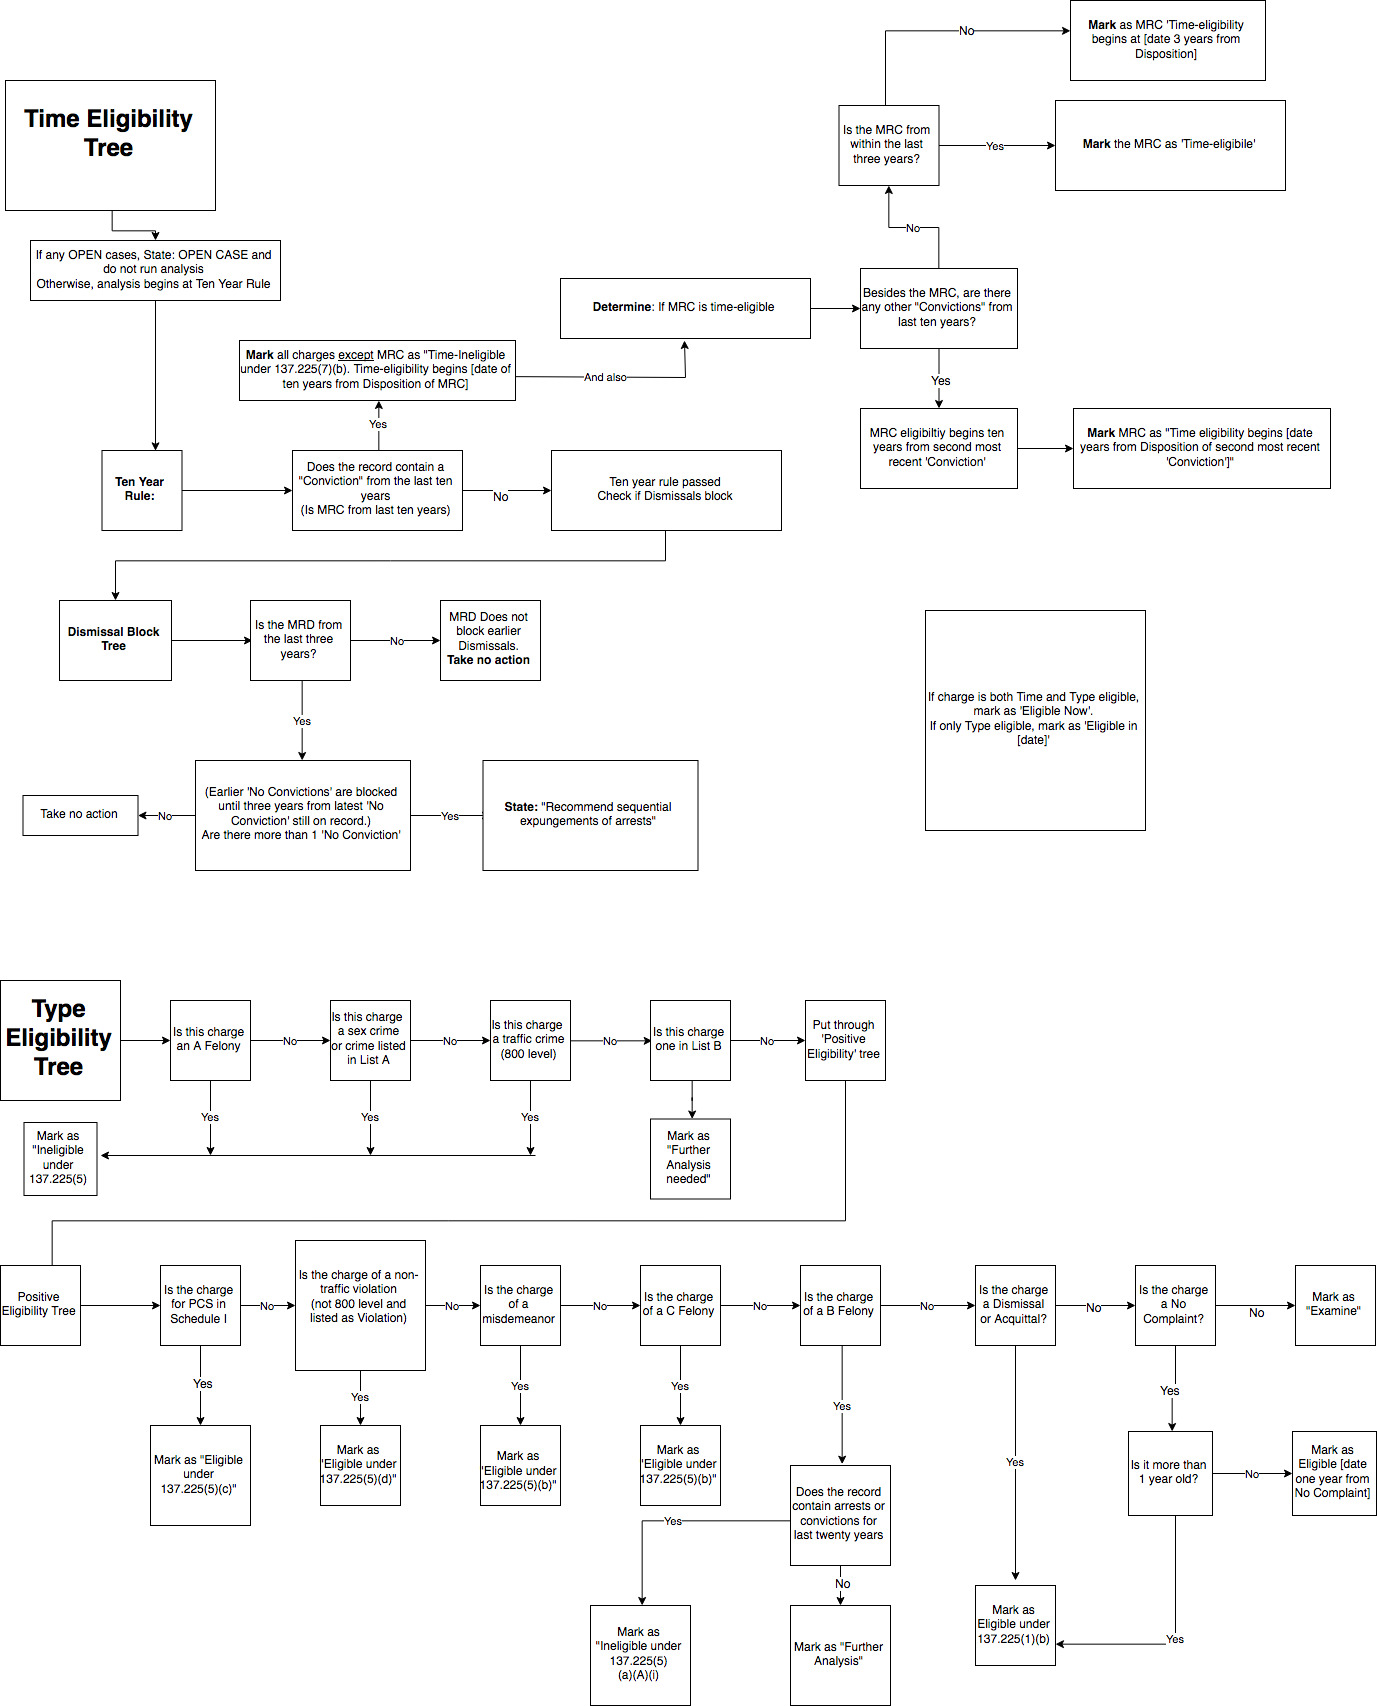 No
Mark as MRC 'Time-eligibility
begins at [date 3 years from
Disposition]
Time Eligibility
Tree
Is the MRC from
within the last
three years?
Yes
Mark the MRC as 'Time-eligibile'
No
If any OPEN cases, State: OPEN CASE and
do not run analysis
Otherwise, analysis begins at Ten Year Rule
Determine: If MRC is time-eligible
Besides the MRC, are there
any other "Convictions" from
last ten years?
Mark all charges except MRC as "Time-Ineligible
under 137.225(7)(b). Time-eligibility begins [date of
ten years from Disposition of MRC]
And also
Yes
Yes
MRC eligibiltiy begins ten
years from second most
recent 'Conviction'
Mark MRC as "Time eligibility begins [date
years from Disposition of second most recent
'Conviction']"
Ten Year
Rule:
Does the record contain a
"Conviction" from the last ten
years
(Is MRC from last ten years)
No
Ten year rule passed
Check if Dismissals block
Dismissal Block
Tree
Is the MRD from
the last three
years?
No
MRD Does not
block earlier
Dismissals.
Take no action
Yes
If charge is both Time and Type eligible,
mark as 'Eligible Now'.
If only Type eligible, mark as 'Eligible in
[date]'
Take no action
No
(Earlier 'No Convictions' are blocked
until three years from latest 'No
Conviction' still on record.)
Are there more than 1 'No Conviction'
Yes
State: "Recommend sequential
expungements of arrests"
Type
Eligibility
Tree
Is this charge
an A Felony
No
Is this charge
a sex crime
or crime listed
in List A
No
Is this charge
a traffic crime
(800 level)
No
Is this charge
one in List B
No
Put through
'Positive
Eligibility' tree
Yes
Yes
Yes
Mark as
"Ineligible
under
137.225(5)
Mark as
"Further
Analysis
needed"
Positive
Eligibility Tree
Is the charge
for PCS in
Schedule I
No
Is the charge of a non-
traffic violation
(not 800 level and
listed as Violation)
No
Is the charge
of a
misdemeanor
No
Is the charge
of a C Felony
No
Is the charge
of a B Felony
No
Is the charge
a Dismissal
or Acquittal?
No
Is the charge
a No
Complaint?
No
Mark as
"Examine"
Yes
Yes
Yes
Yes
Yes
Yes
Yes
Mark as "Eligible
under
137.225(5)(c)"
Mark as
'Eligible under
137.225(5)(d)"
Mark as
'Eligible under
137.225(5)(b)"
Mark as
'Eligible under
137.225(5)(b)"
Does the record
contain arrests or
convictions for
last twenty years
Is it more than
1 year old?
No
Mark as
Eligible [date
one year from
No Complaint]
Yes
No
Mark as
"Ineligible under
137.225(5)
(a)(A)(i)
Mark as "Further
Analysis"
Mark as
Eligible under
137.225(1)(b)
Yes